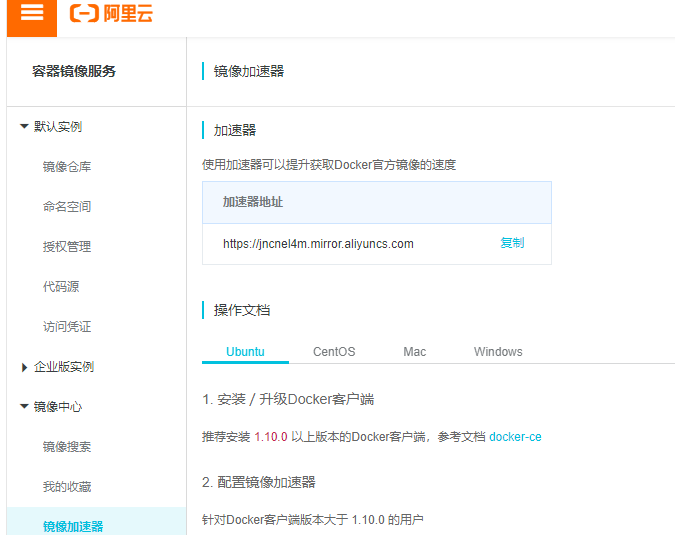 阿里云
容器镜像服务
镜像加速器
默认实例
镜像仓库
命名空间
授权管理
代码源
访问凭证
企业版实例
镜像中心
镜像搜索
我的收藏
镜像加速器
加速器
使用加速器可以提升获取Docker官方镜像的速度
加速器地址
https://jncnel4m.mirror.aliyuncs.com 复制
操作文档
Ubuntu CentOS Mac Windows
1. 安装 / 升级Docker客户端
推荐安装 1.10.0 以上版本的Docker客户端，参考文档 docker-ce
2. 配置镜像加速器
针对Docker客户端版本大于 1.10.0 的用户